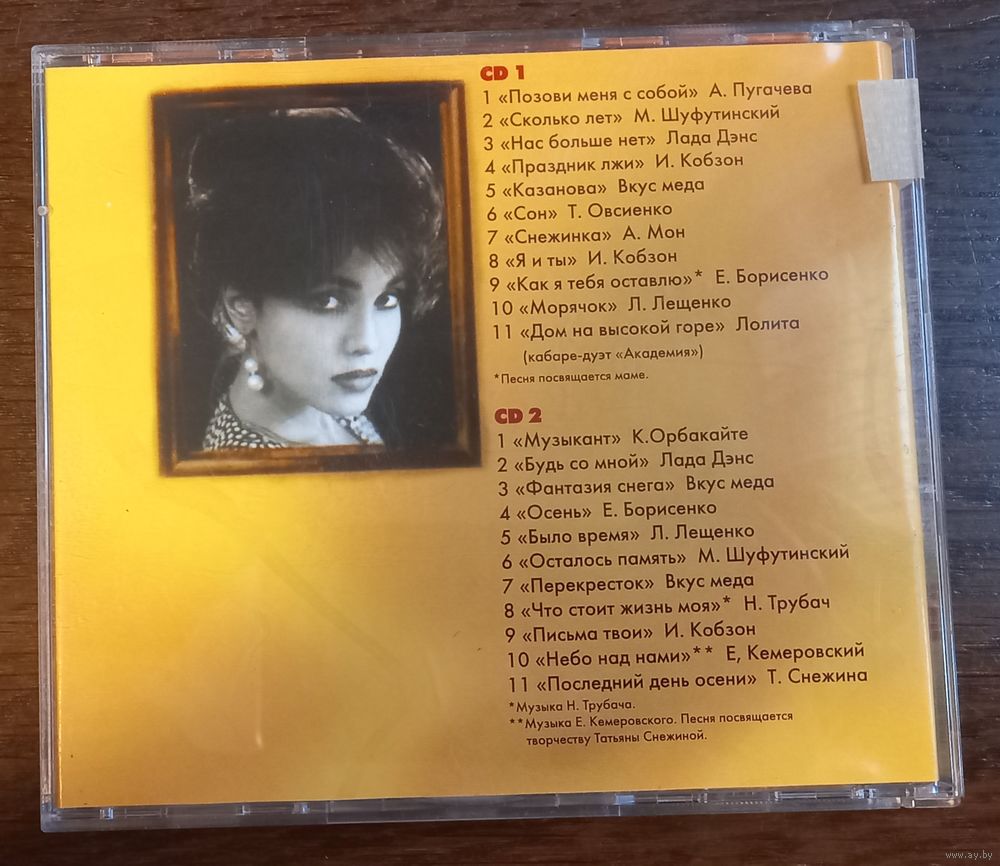 CD 1
1 «Позови меня с собой» А. Пугачева
2 «Сколько лет» М. Шуфутинский
3 «Нас больше нет» Лада Дэнс
4 «Праздник лжи» И. Кобзон
5 «Казанова» Вкус меда
6 «Сон» Т. Овсиенко
7 «Снежинка» А. Мон
8 «Я и ты» И. Кобзон
9 «Как я тебя оставлю»* Е. Борисенко
10 «Морячок» Л. Лещенко
11 «Дом на высокой горе» Лолита
(кабаре-дуэт «Академия»)
*Песня посвящается маме.
CD 2
1 «Музыкант» К.Орбакайте
2 «Будь со мной» Лада Дэнс
3 «Фантазия снега» Вкус меда
4 «Осень» Е. Борисенко
5 «Было время» Л. Лещенко
6 «Осталось память» М. Шуфутинский
7 «Перекресток» Вкус меда
8 «Что стоит жизнь моя»* Н. Трубач
9 «Письма твои» И. Кобзон
10 «Небо над нами»** Е, Кемеровский
11 «Последний день осени» Т. Снежина
*Музыка Н. Трубача.
**Музыка Е. Кемеровского. Песня посвящается
творчеству Татьяны Снежиной.
www.ay.by